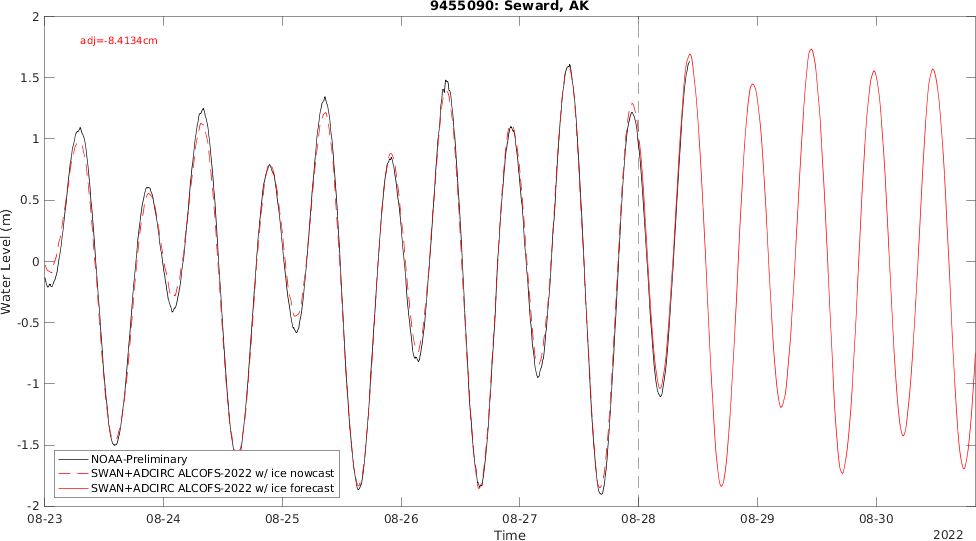 9455090: Seward, AK
adj=-8.4134cm
Water Level (m)
2
1.5
1
0.5
0
-0.5
-1
-1.5
-2
NOAA-Preliminary
SWAN+ADCIRC ALCOFS-2022 w/ ice nowcast
SWAN+ADCIRC ALCOFS-2022 w/ ice forecast
08-23 08-24 08-25 08-26 08-27 08-28 08-29 08-30
Time
2022